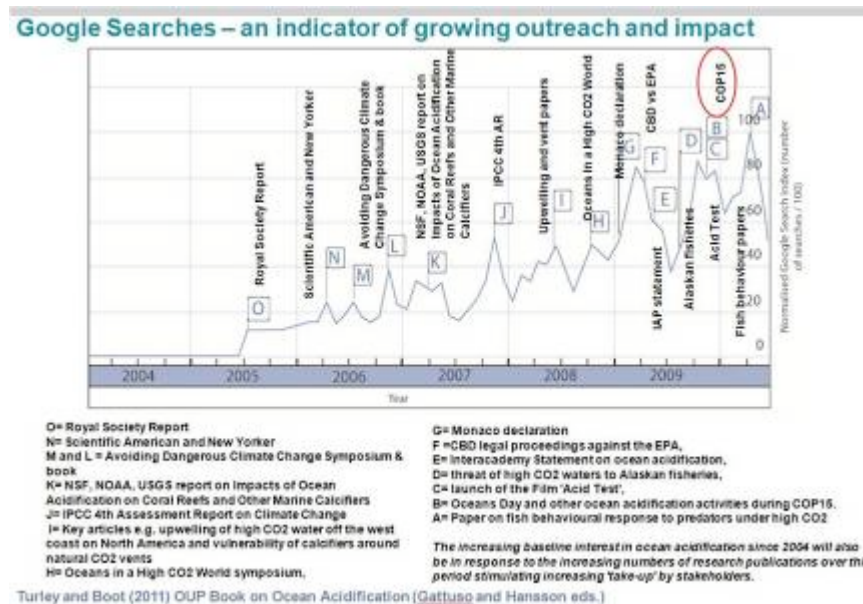 Google Searches – an indicator of growing outreach and impact
Royal Society Report
Scientific American and New Yorker
Avoiding Dangerous Climate
Change Symposium & book
NSF, NOAA, USGS report on
Impacts of Ocean Acidification
on Coral Reefs and Other Marine
Calcifiers
IPCC 4th AR
Upwelling and vent papers
Oceans in a High CO2 World
Monaco declaration
CBD vs EPA
IAP statement
Alaskan fisheries
Acid Test
COP15
Fish behaviour papers
O
N
M
L
K
J
I
H
G
F
E
D
B
C
A
100
80
60
40
20
0
Normalised Google Search Index (number
of searches / 100)
2004 2005 2006 2007 2008 2009
Year
O= Royal Society Report
N= Scientific American and New Yorker
M and L = Avoiding Dangerous Climate Change Symposium &
book
K= NSF, NOAA, USGS report on Impacts of Ocean
Acidification on Coral Reefs and Other Marine Calcifiers
J= IPCC 4th Assessment Report on Climate Change
I= Key articles e.g. upwelling of high CO2 water off the west
coast on North America and vulnerability of calcifiers around
natural CO2 vents
H= Oceans in a High CO2 World symposium,
G= Monaco declaration
F =CBD legal proceedings against the EPA,
E= Interacademy Statement on ocean acidification,
D= threat of high CO2 waters to Alaskan fisheries,
C= launch of the Film 'Acid Test',
B= Oceans Day and other ocean acidification activities during COP15.
A= Paper on fish behavioural response to predators under high CO2
The increasing baseline interest in ocean acidification since 2004 will also
be in response to the increasing numbers of research publications over th
period stimulating increasing 'take-up' by stakeholders.
Turley and Boot (2011) OUP Book on Ocean Acidification (Gattuso and Hansson eds.)